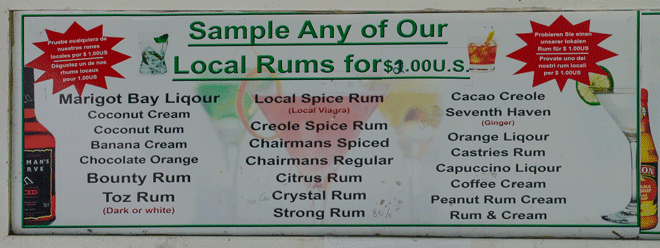 Sample Any of Our
Local Rums for $1.00U.S.
Pruebe cualquiera de
nuestros rones
locales por $ 1.00US
Dégustez un de nos
rhums locaux
pour 1.00US
Probieren Sie einen
unserer lokalen
Rum für $ 1.00US
Provate uno dei
nestri rum locali
per $ 1.00US
Marigot Bay Liqour
Coconut Cream
Coconut Rum
Banana Cream
Chocolate Orange
Bounty Rum
Toz Rum
(Dark or white)
Local Spice Rum
(Local Viagra)
Creole Spice Rum
Chairmans Spiced
Chairmans Regular
Citrus Rum
Crystal Rum
Strong Rum
Cacao Creole
Seventh Haven
(Ginger)
Orange Liqour
Castries Rum
Capuccino Liqour
Coffee Cream
Peanut Rum Cream
Rum & Cream
MAN'S
RVE